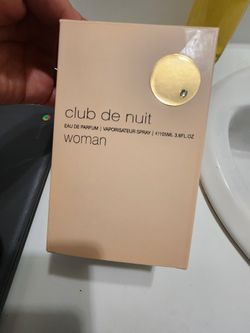 club de nuit
EAU DE PARFUM | VAPORISATEUR SPRAY | ℮105ML 3.6FL.OZ
woman